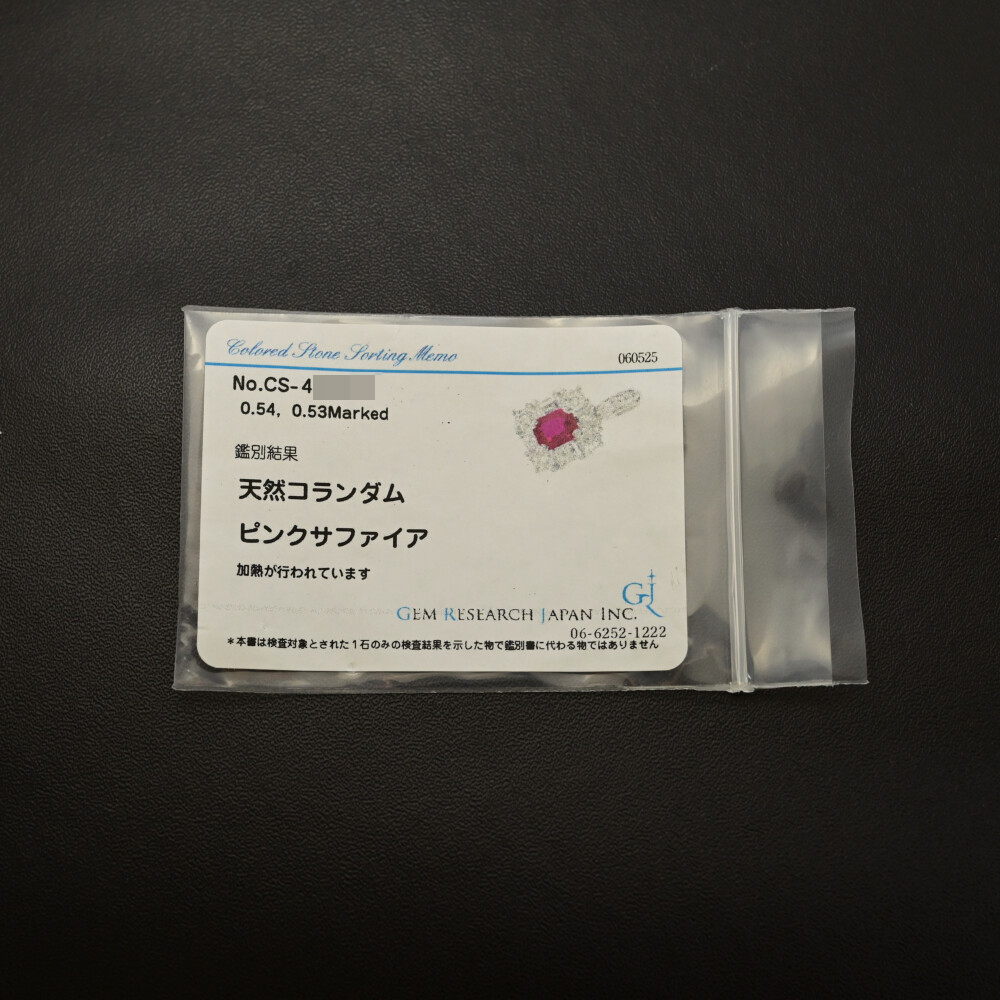 Colored Stone Sorting Memo
060525
No.CS-4
0.54, 0.53Marked
鑑別結果
天然コランダム
ピンクサファイア
加熱が行われています
GJ
GEM RESEARCH JAPAN INC.
06-6252-1222
*本書は検査対象とされた1石のみの検査結果を示した物で鑑別書に代わる物ではありません